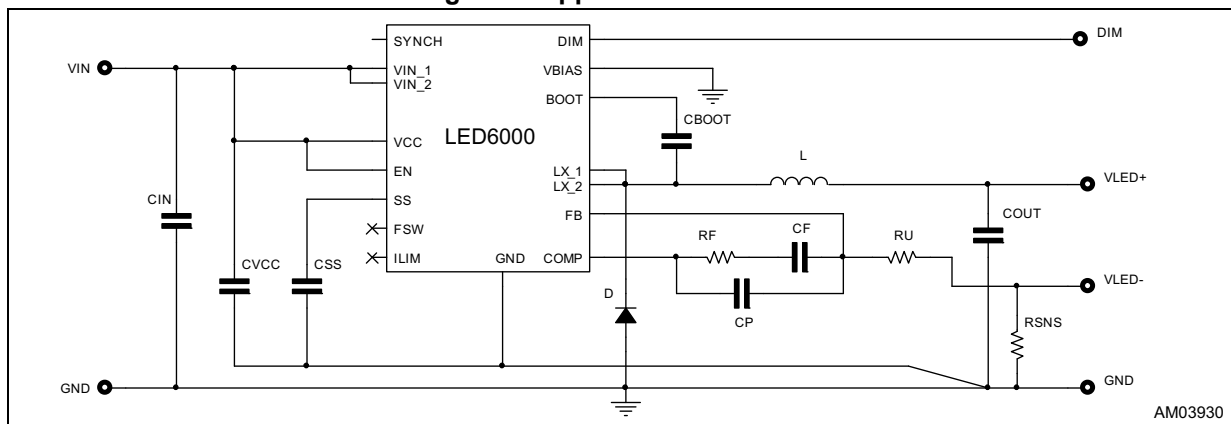 SYNCH
DIM
DIM
VIN
VIN_1
VBIAS
VIN_2
BOOT
CBOOT
LED6000
VCC
L
EN
LX_1
LX_2
VLED+
CIN
SS
FB
COUT
FSW
RF
CF
RU
CVCC
CSS
ILIM
GND
COMP
D
CP
VLED-
RSNS
GND
GND
AM03930